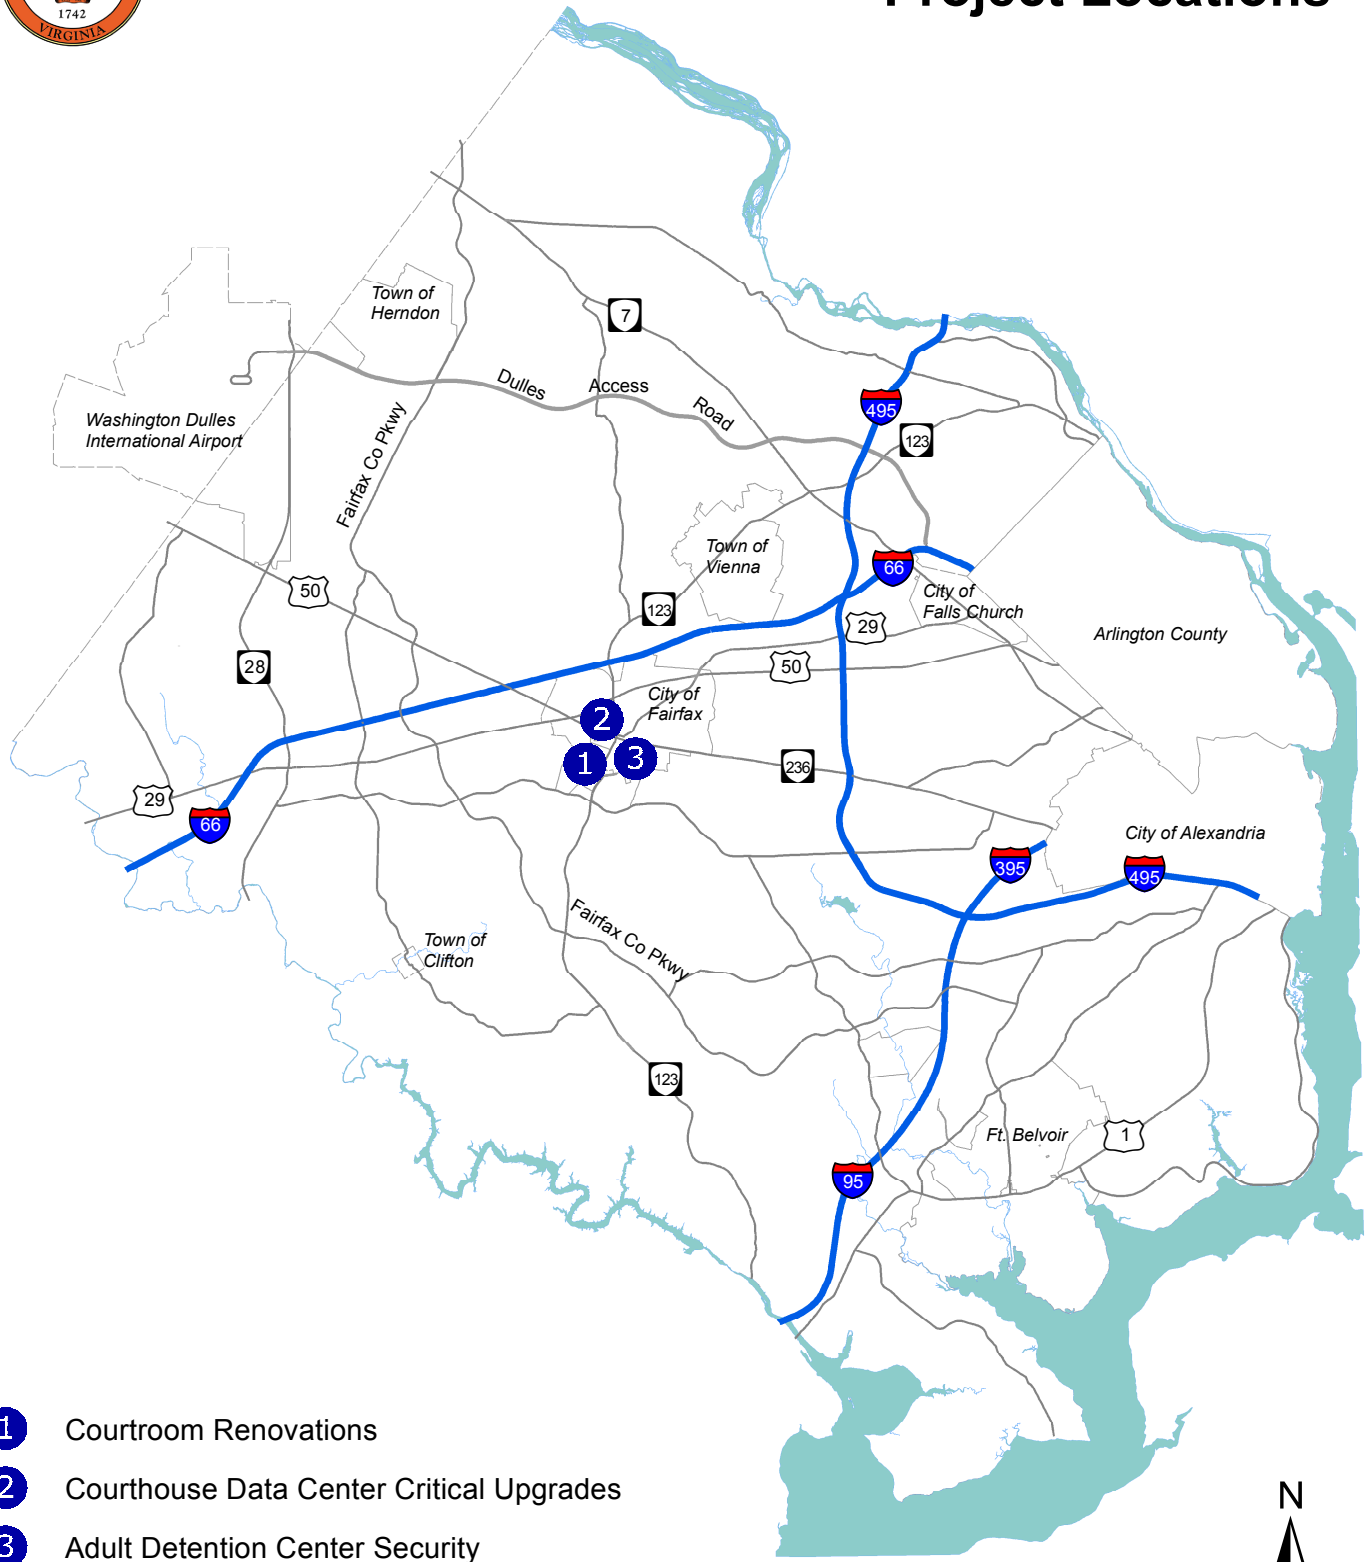 1742
VIRGINIA
Project Locations
Town of
Herndon
7
Dulles
Access
Road
495
123
Washington Dulles
International Airport
Fairfax Co Pkwy
Town of
Vienna
66
50
City of
Falls Church
123
29
Arlington County
28
50
City of
Fairfax
2
1
3
236
29
66
City of Alexandria
395
495
Fairfax Co Pkwy
Town of
Clifton
123
Ft. Belvoir
1
95
1 Courtroom Renovations
2 Courthouse Data Center Critical Upgrades
3 Adult Detention Center Security
N